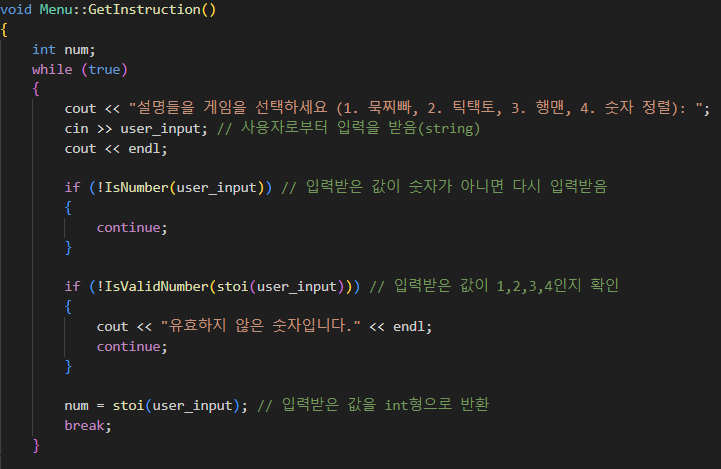 void Menu::GetInstruction()
{
    int num;
    while (true)
    {
        cout << "설명들을 게임을 선택하세요 (1. 묵찌빠, 2. 틱택토, 3. 행맨, 4. 숫자 정렬): ";
        cin >> user_input; // 사용자로부터 입력을 받음(string)
        cout << endl;

        if (!IsNumber(user_input)) // 입력받은 값이 숫자가 아니면 다시 입력받음
        {
            continue;
        }

        if (!IsValidNumber(stoi(user_input))) // 입력받은 값이 1,2,3,4인지 확인
        {
            cout << "유효하지 않은 숫자입니다." << endl;
            continue;
        }

        num = stoi(user_input); // 입력받은 값을 int형으로 반환
        break;
    }